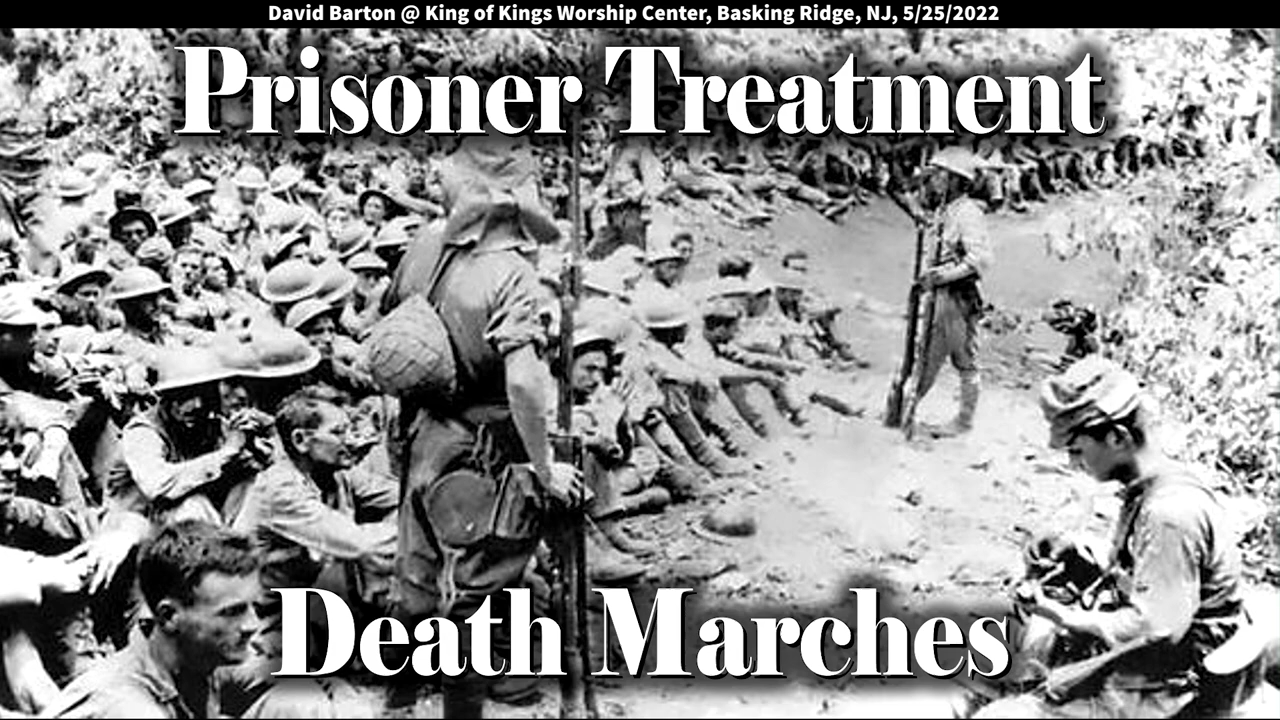 David Barton @ King of Kings Worship Center, Basking Ridge, NJ, 5/25/2022
Prisoner Treatment
Death Marches